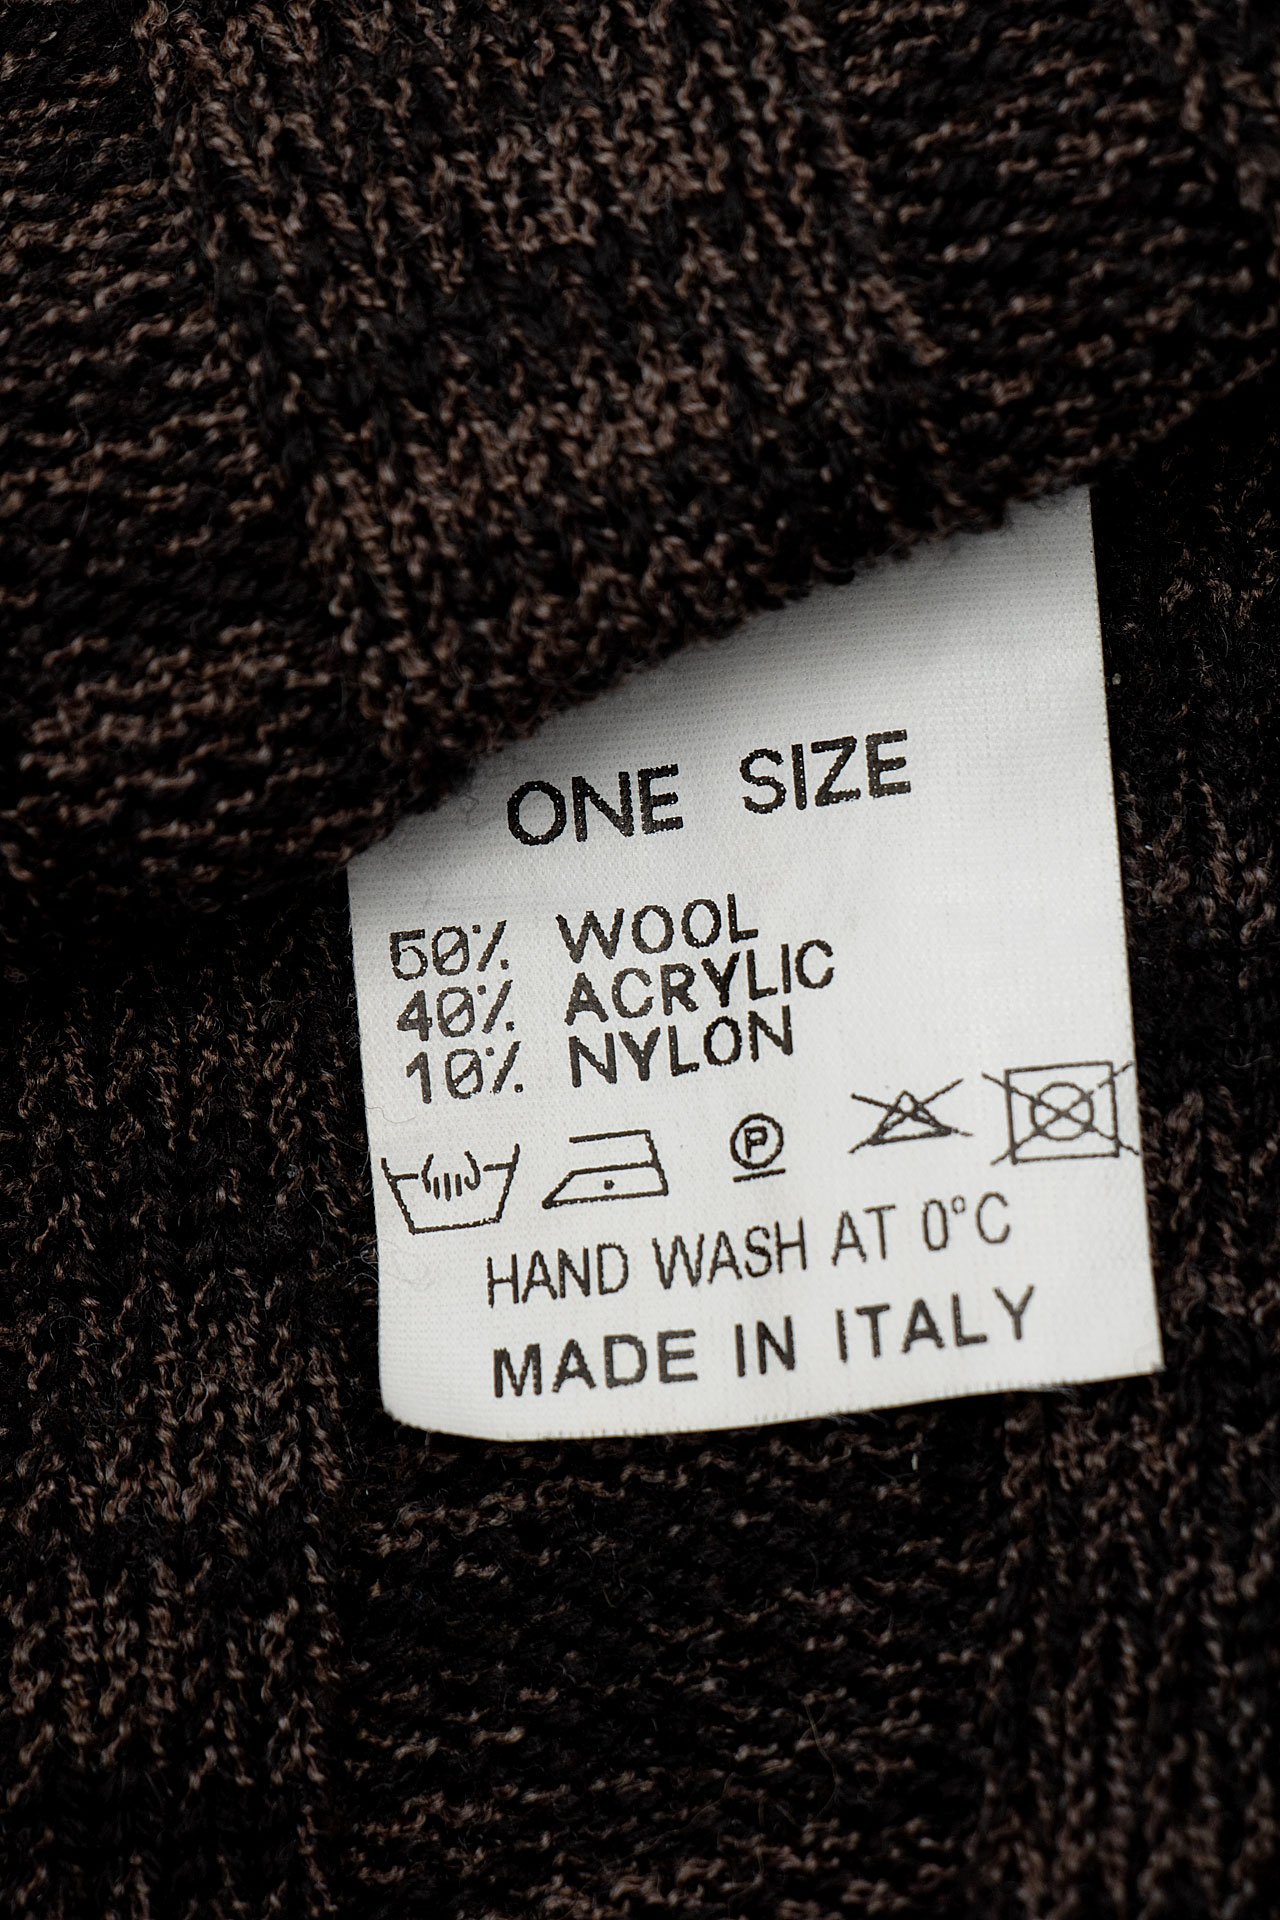 ONE SIZE
50% WOOL
40% ACRYLIC
10% NYLON
P
HAND WASH AT 0°C
MADE IN ITALY